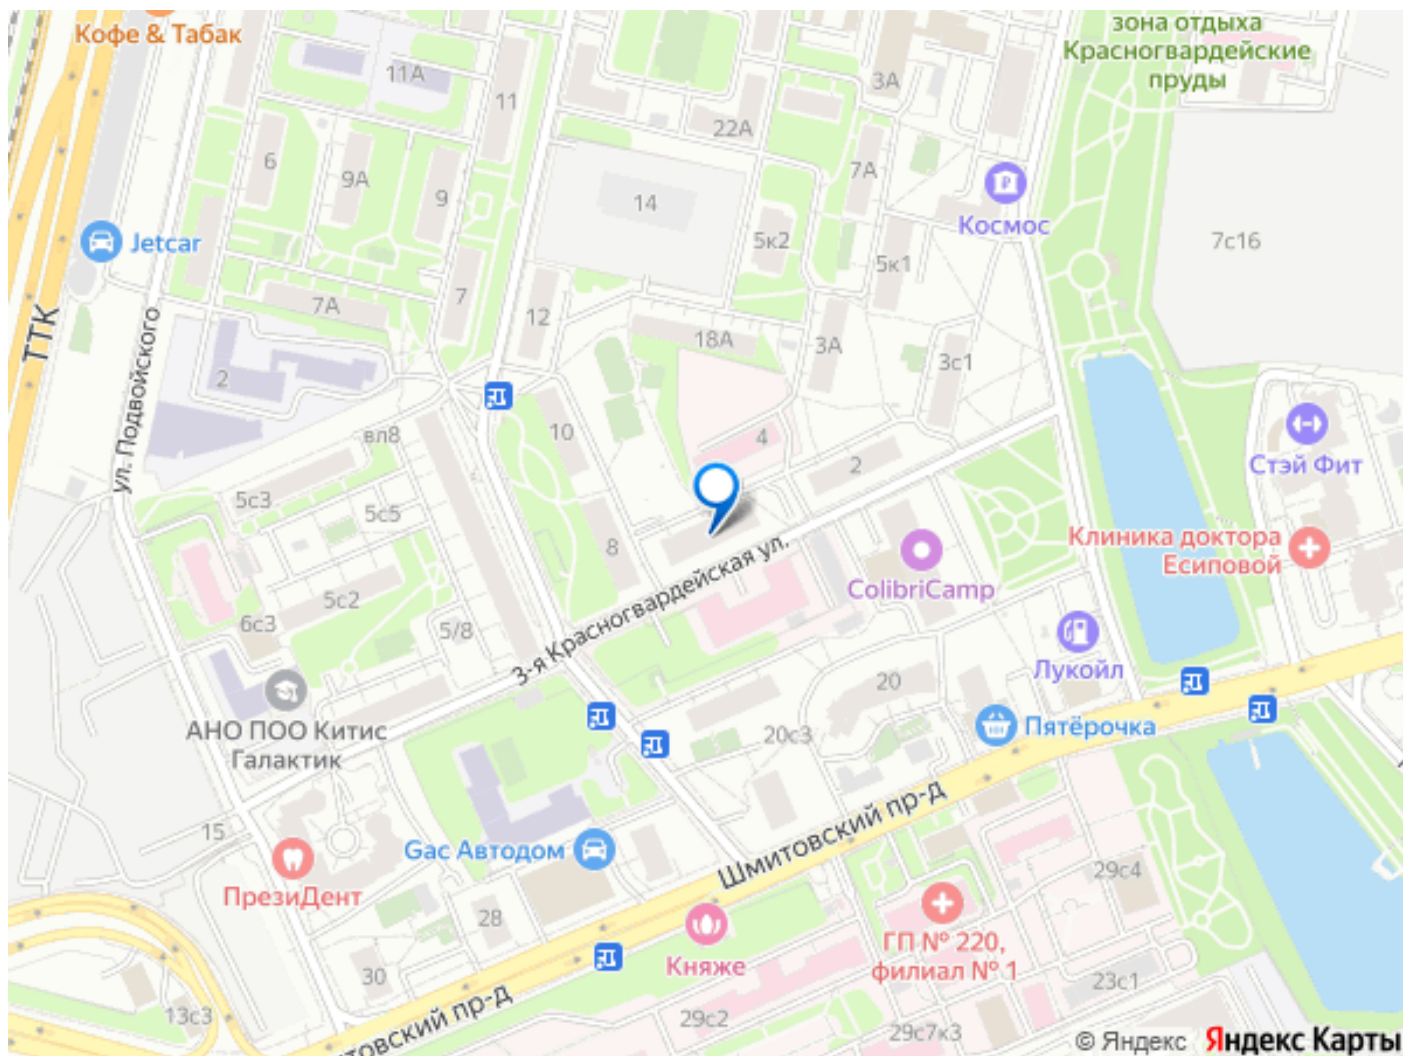 Кофе & Табак
зона отдыха
Красногвардейские
пруды
11А
11
3А
22А
6
9А
9
14
7А
Космос
Jetcar
5к2
5к1
7с16
ТТК
7А
7
12
18А
3А
3с1
ул. Подвойского
2
вл8
10
4
2
Стэй Фит
5с3
5с5
8
3-я Красногвардейская ул.
ColibriCamp
Клиника доктора
Есиповой
5с2
6с3
5/8
Лукойл
АНО ПОО Китис
Галактик
20
20с3
Пятёрочка
15
Gac Автодом
Шмитовский пр-д
ПрезиДент
28
Княже
ГП № 220,
филиал № 1
29с4
30
23с1
13с3
товский пр-д
29с2
29с7к3
© Яндекс Яндекс Карты